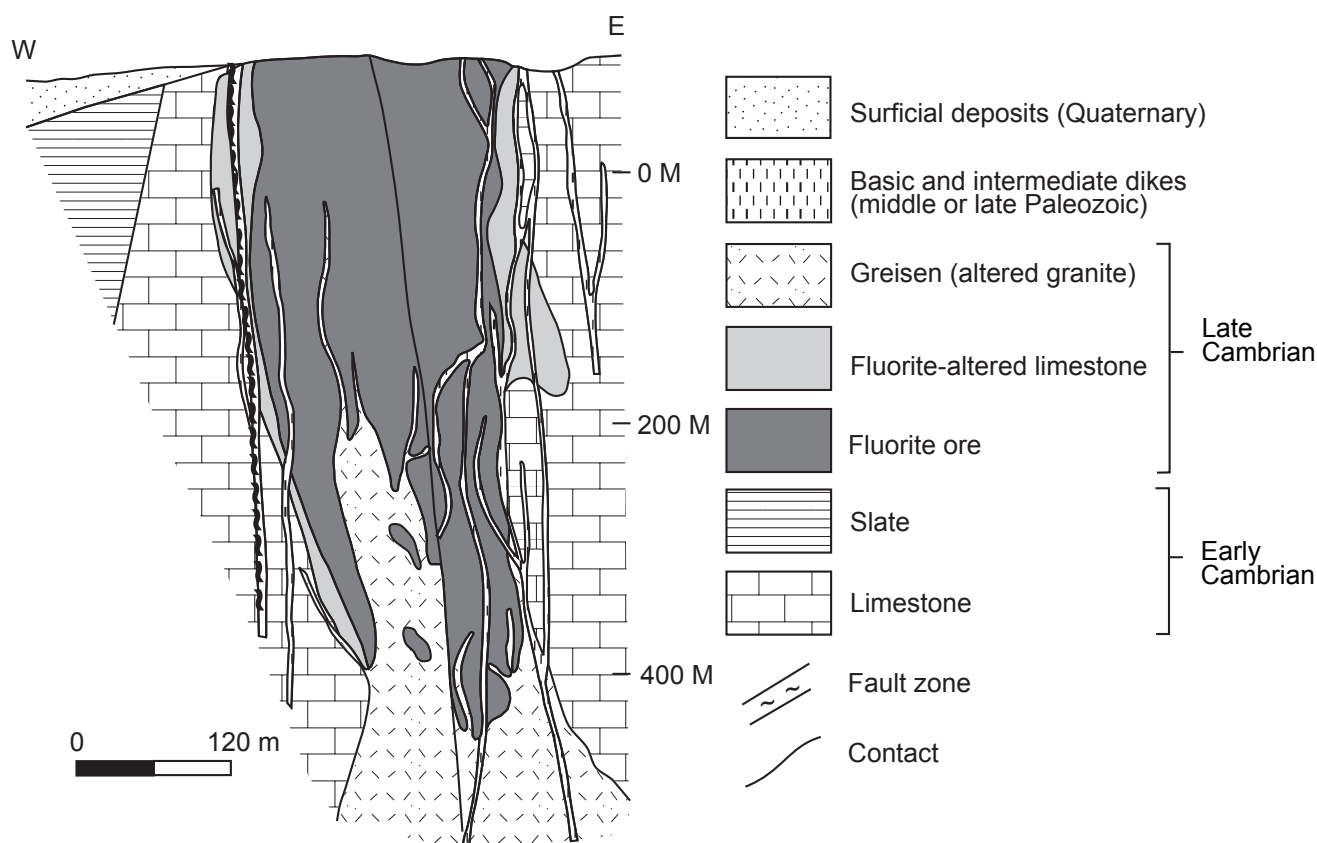 W
E
0 M
200 M
400 M
0
120 m
Surficial deposits (Quaternary)
Basic and intermediate dikes
(middle or late Paleozoic)
Greisen (altered granite)
Fluorite-altered limestone
Fluorite ore
Late
Cambrian
Slate
Limestone
Early
Cambrian
Fault zone
Contact